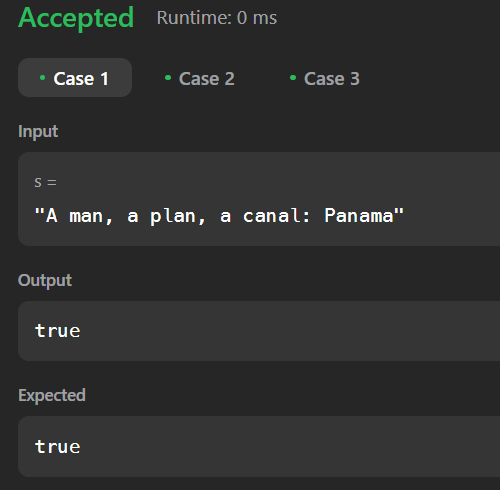 Accepted Runtime: 0 ms
• Case 1 • Case 2 • Case 3
Input
s =
"A man, a plan, a canal: Panama"
Output
true
Expected
true